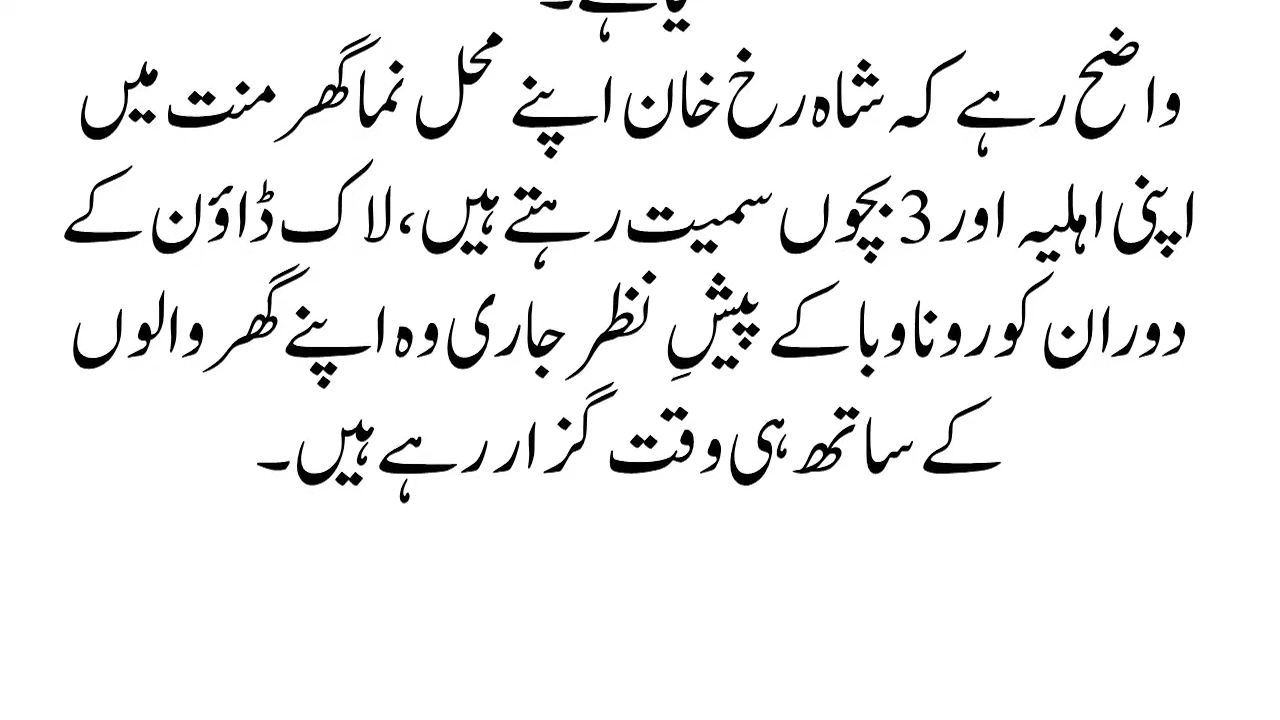 واضح رہے کہ شاہ رخ خان اپنے محل نما گھر منت میں
اپنی اہلیہ اور 3 بچوں سمیت رہتے ہیں، لاک ڈاؤن کے
دوران کورونا وبا کے پیشِ نظر جاری وہ اپنے گھر والوں
کے ساتھ ہی وقت گزار رہے ہیں۔